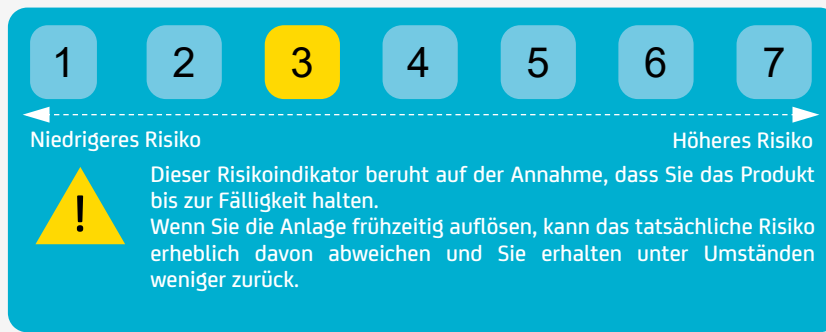 1 2 3 4 5 6 7
Niedrigeres Risiko Höheres Risiko
! Dieser Risikoindikator beruht auf der Annahme, dass Sie das Produkt
bis zur Fälligkeit halten.
Wenn Sie die Anlage frühzeitig auflösen, kann das tatsächliche Risiko
erheblich davon abweichen und Sie erhalten unter Umständen
weniger zurück.